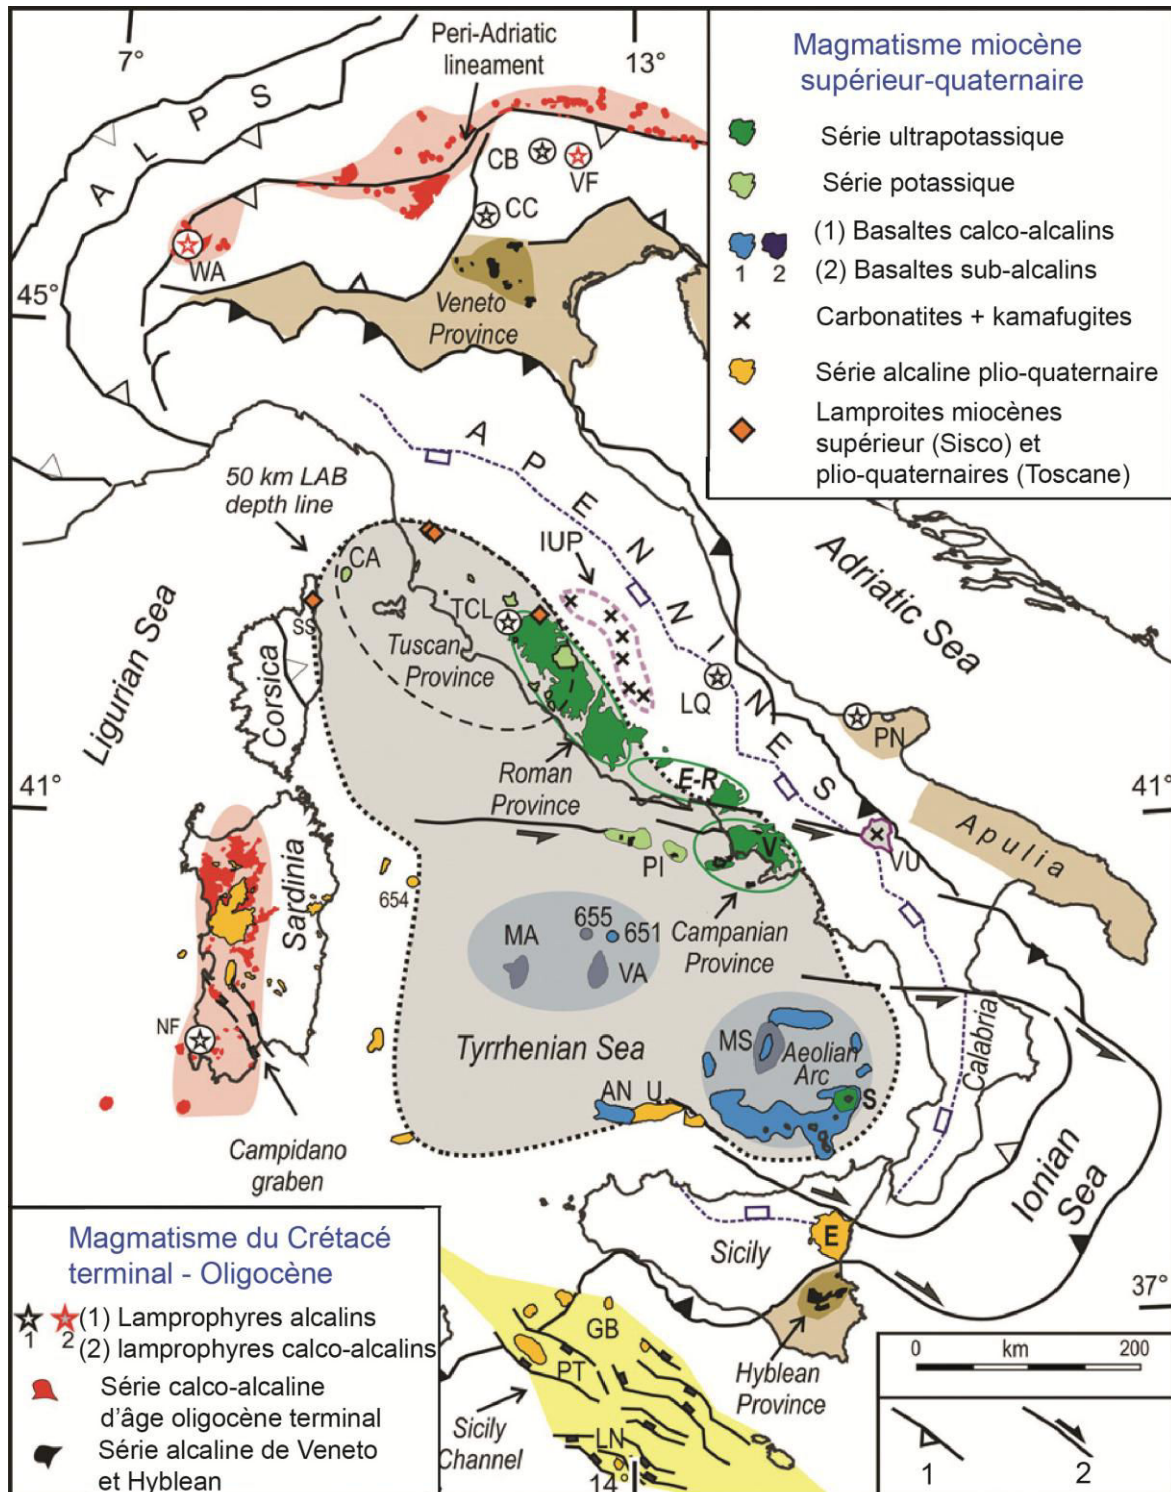 7°
13°
Peri-Adriatic
lineament
ALPS
CB
VF
CC
WA
45°
Veneto
Province
Magmatisme miocène
supérieur-quaternaire
Série ultrapotassique
Série potassique
(1) Basaltes calco-alcalins
1 2
(2) Basaltes sub-alcalins
Carbonatites + kamafugites
Série alcaline plio-quaternaire
Lamproites miocènes
supérieur (Sisco) et
plio-quaternaires (Toscane)
APENNINES
50 km LAB
depth line
IUP
CA
TCL
SS
Tuscan
Province
Adriatic Sea
Ligurian Sea
Corsica
LQ
PN
Roman
Province
E-R
41°
41°
Apulia
V
VU
PI
Sardinia
654
655
651
MA
VA
Campanian
Province
NF
Tyrrhenian Sea
MS
Aeolian
Arc
Calabria
AN
U
S
Campidano
graben
Ionian
Sea
E
Sicily
37°
Magmatisme du Crétacé
terminal - Oligocène
(1) Lamprophyres alcalins
1 2
(2) lamprophyres calco-alcalins
Série calco-alcaline
d'âge oligocène terminal
Série alcaline de Veneto
et Hyblean
GB
PT
LN
Sicily
Channel
Hyblean
Province
14°
0 km 200
1
2